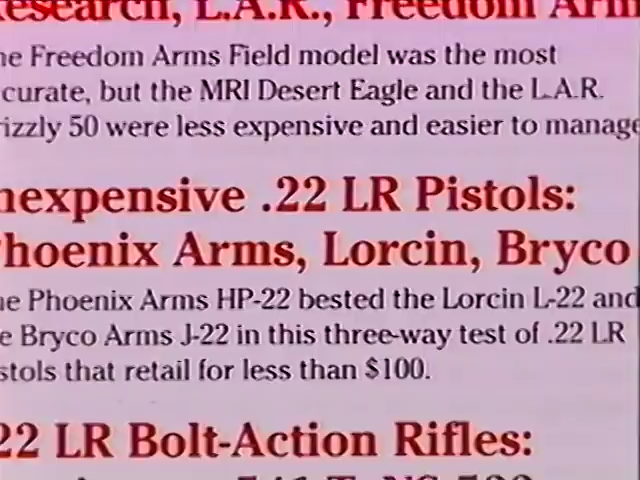 esearch, L.A.R., Freedom Arm
he Freedom Arms Field model was the most
curate, but the MRI Desert Eagle and the L.A.R.
rizzly 50 were less expensive and easier to manage
nexpensive .22 LR Pistols:
hoenix Arms, Lorcin, Bryco
he Phoenix Arms HP-22 bested the Lorcin L-22 and
e Bryco Arms J-22 in this three-way test of .22 LR
stols that retail for less than $100.
22 LR Bolt-Action Rifles: